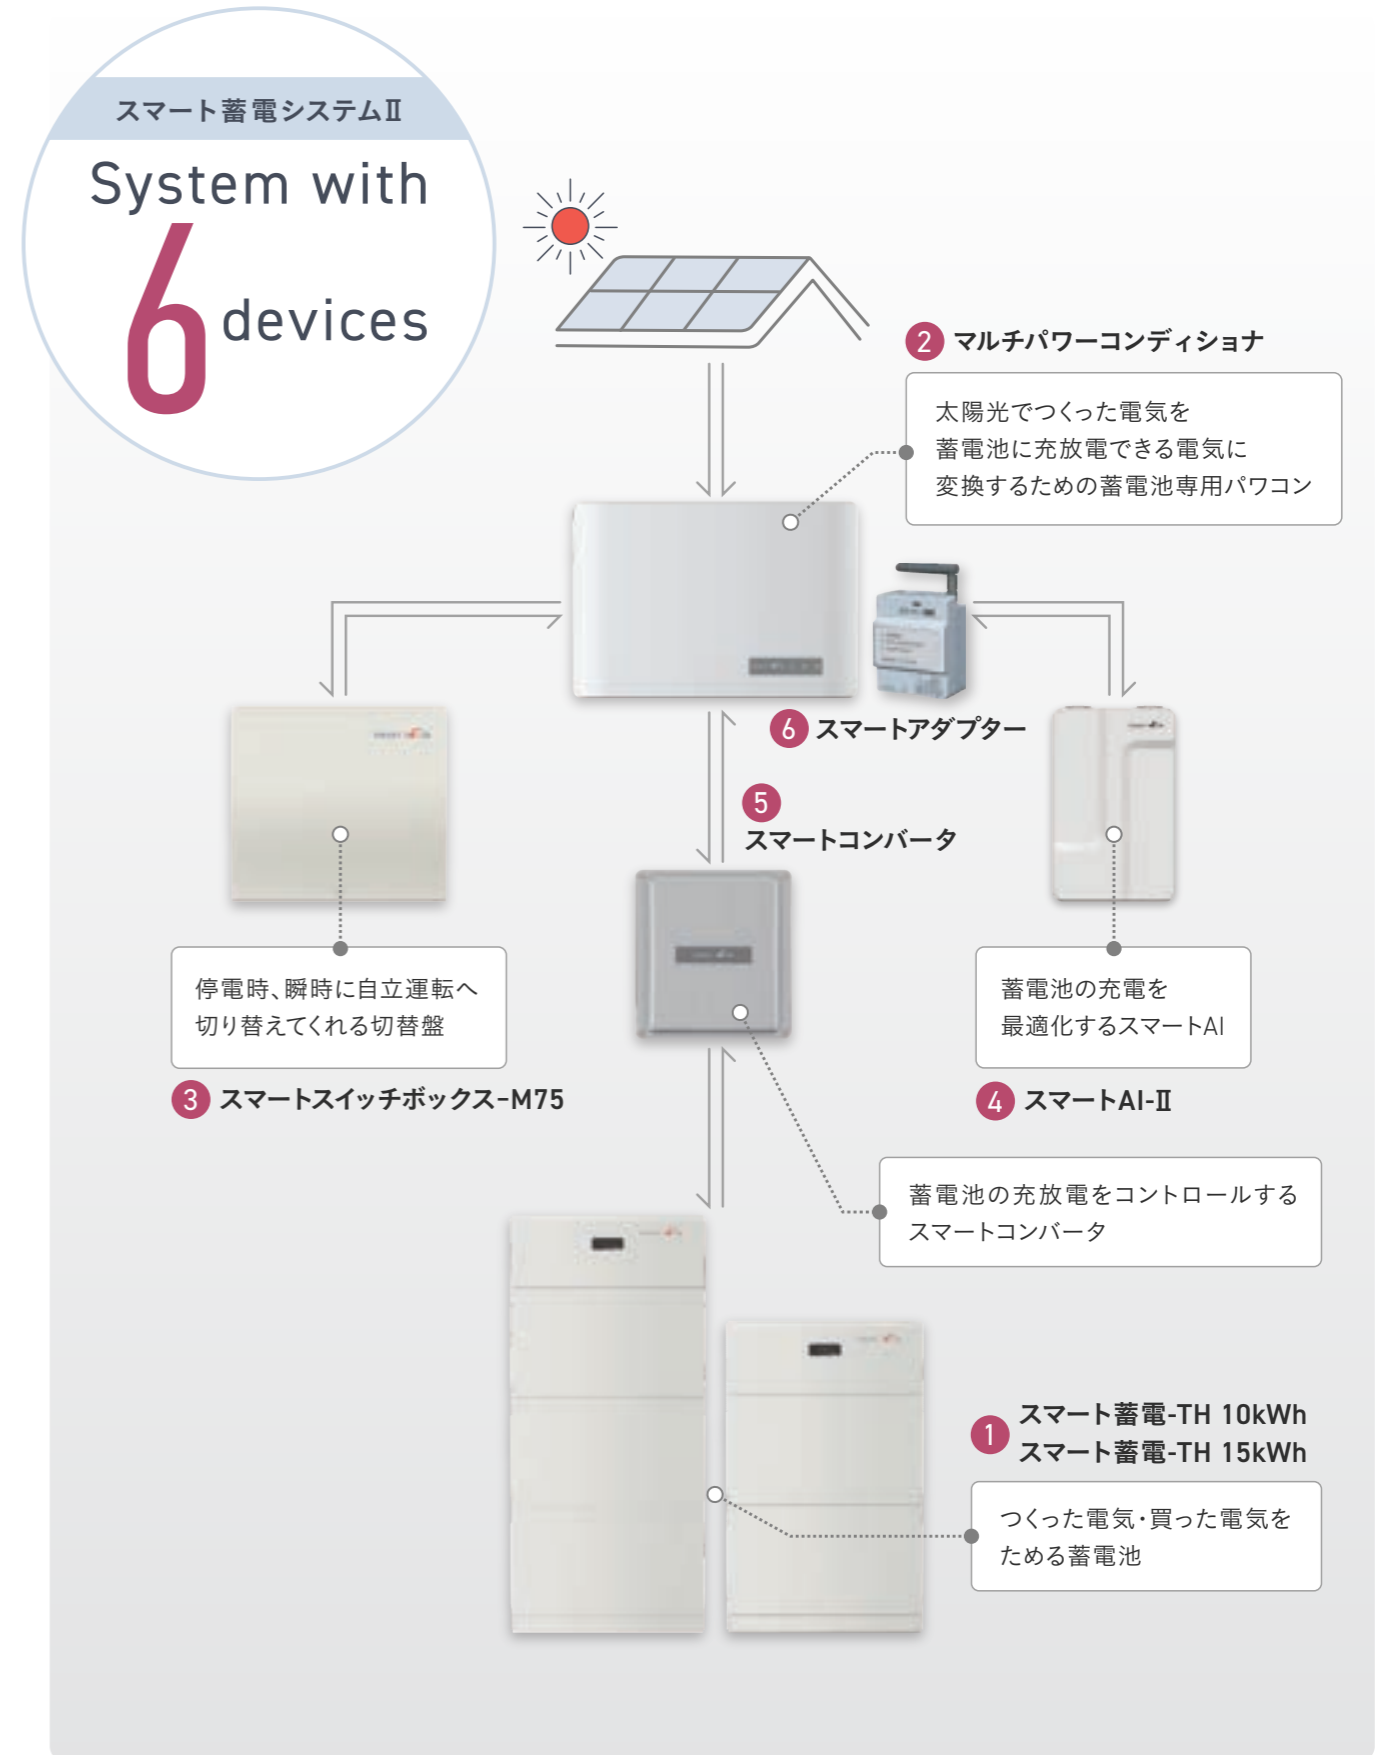 スマート蓄電システムⅡ
System with
6 devices
2 マルチパワーコンディショナ
太陽光でつくった電気を
蓄電池に充放電できる電気に
変換するための蓄電池専用パワコン
6 スマートアダプター
5
スマートコンバータ
停電時、瞬時に自立運転へ
切り替えてくれる切替盤
3 スマートスイッチボックス-M75
蓄電池の充電を
最適化するスマートAI
4 スマートAI-Ⅱ
蓄電池の充放電をコントロールする
スマートコンバータ
1 スマート蓄電-TH 10kWh
スマート蓄電-TH 15kWh
つくった電気・買った電気を
ためる蓄電池